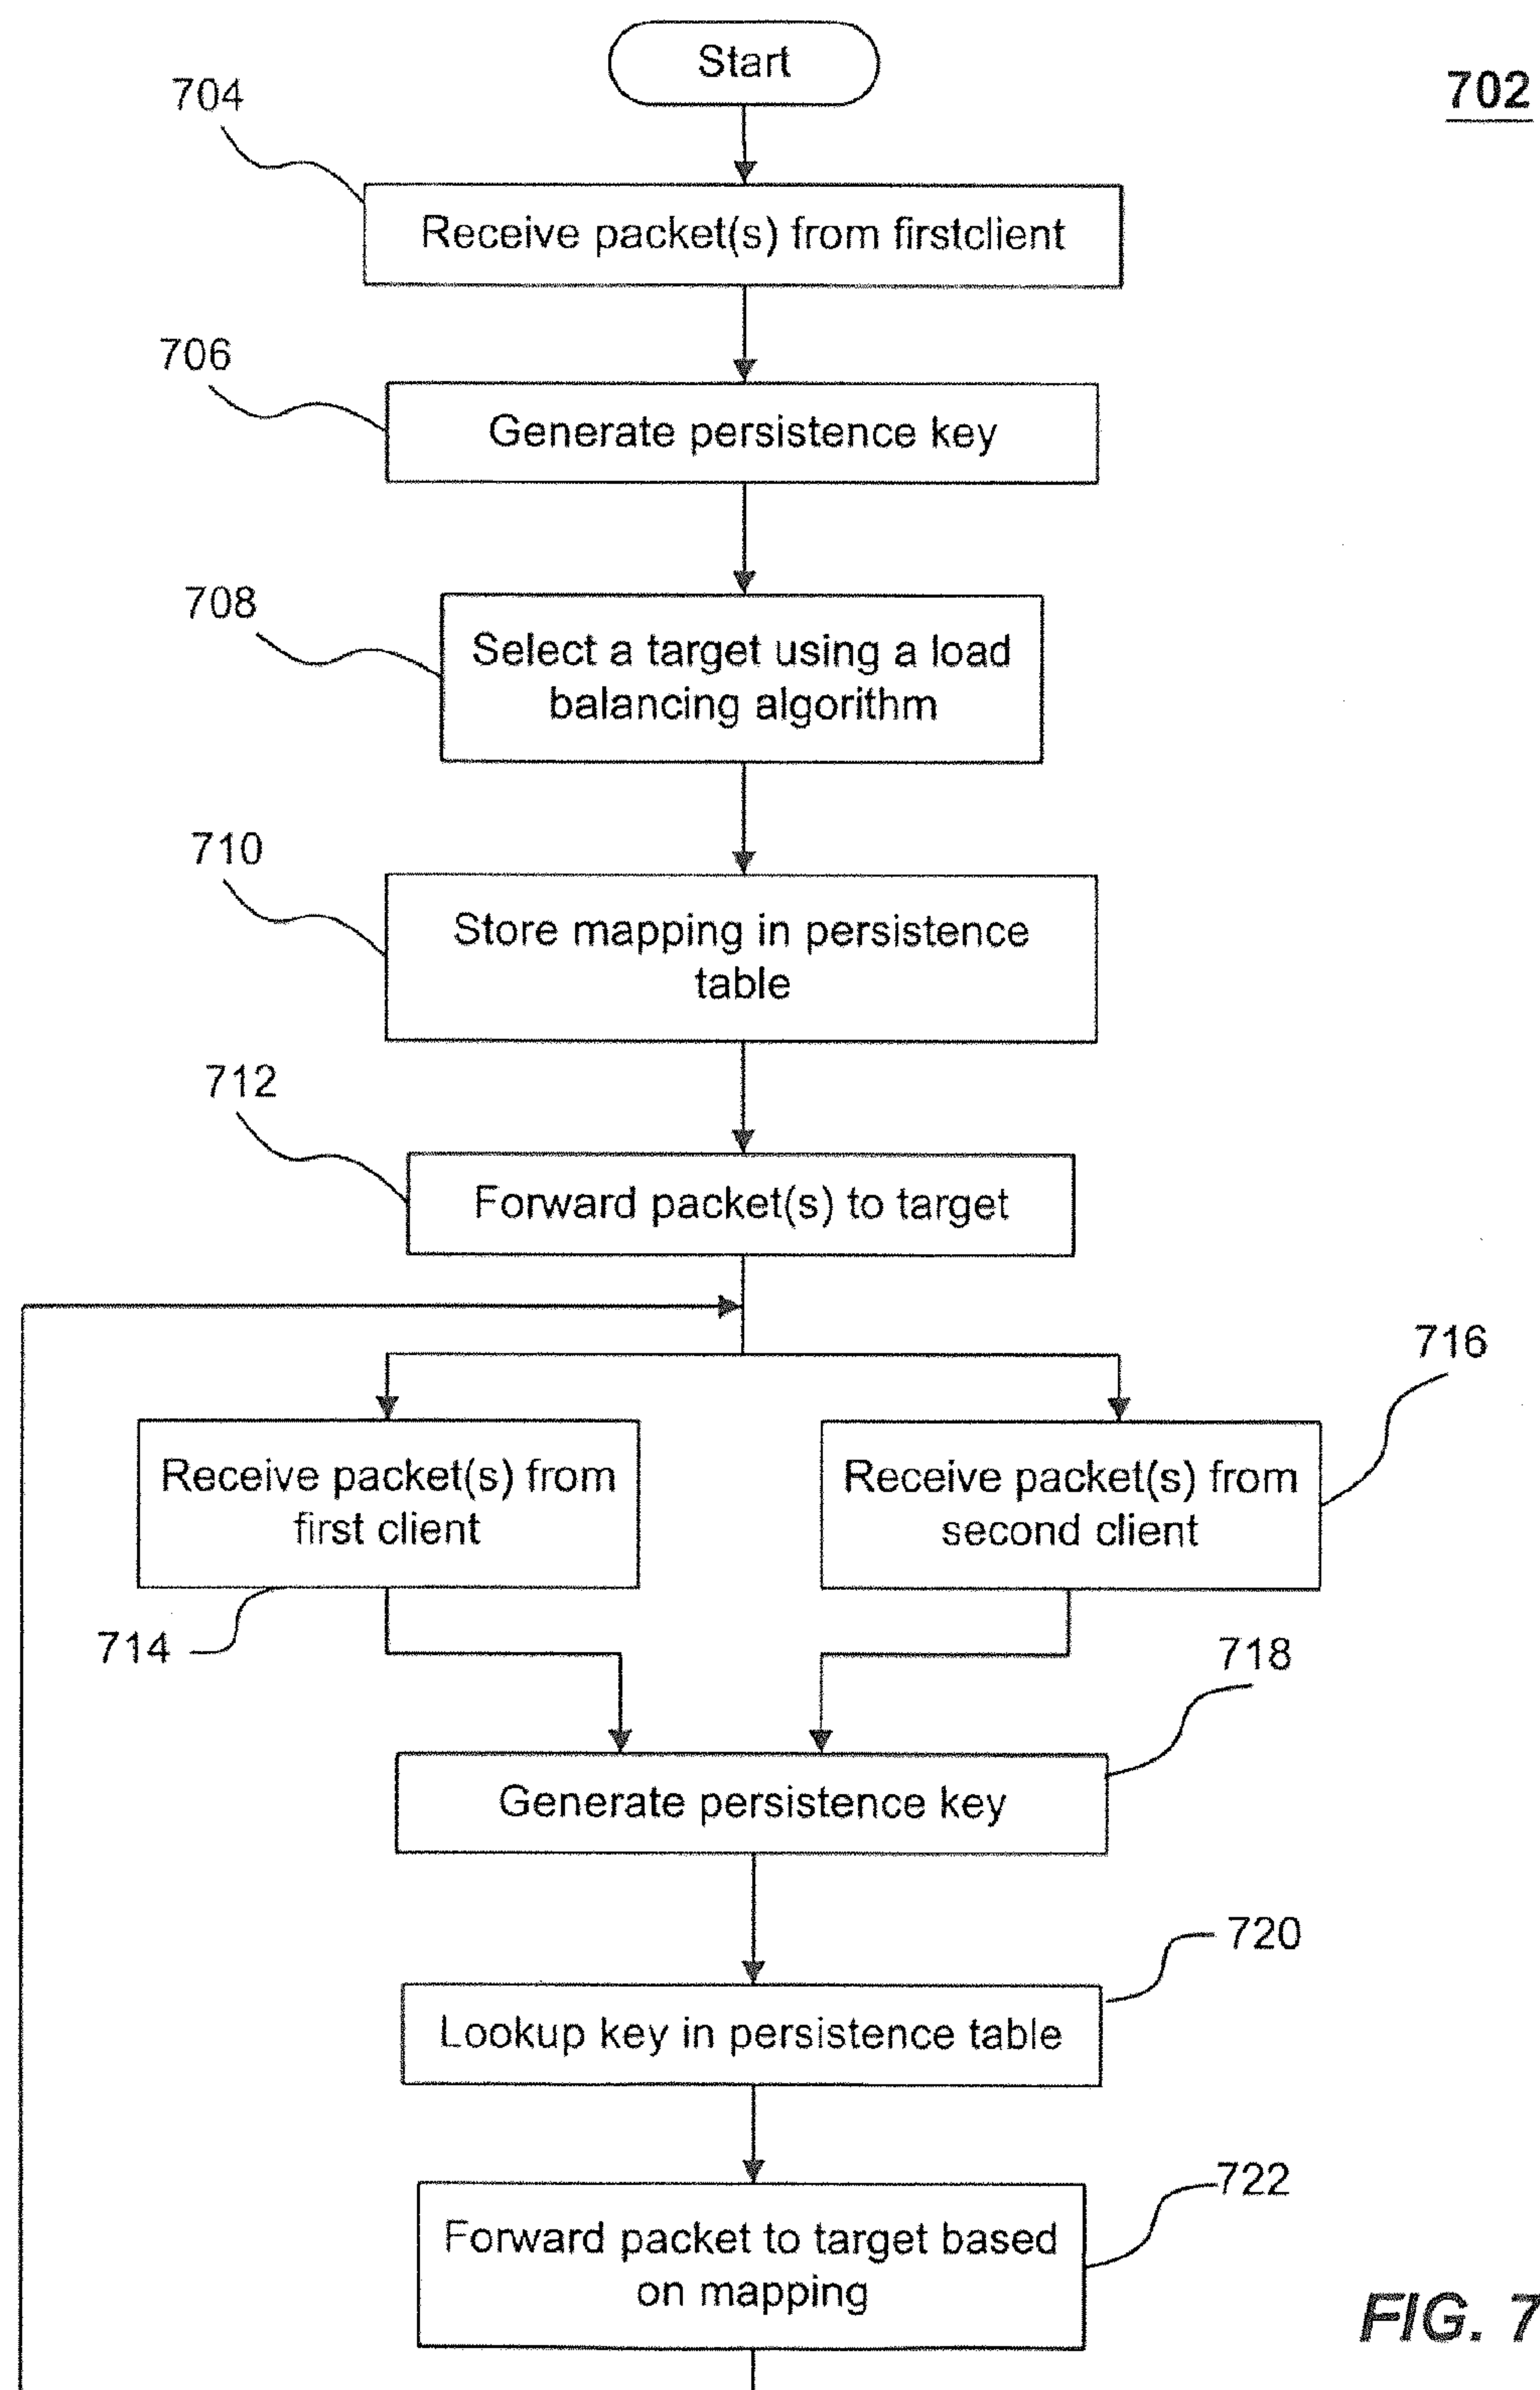 Start
702
704
Receive packet(s) from firstclient
706
Generate persistence key
708
Select a target using a load
balancing algorithm
710
Store mapping in persistence
table
712
Forward packet(s) to target
716
Receive packet(s) from
first client
Receive packet(s) from
second client
714
718
Generate persistence key
720
Lookup key in persistence table
722
Forward packet to target based
on mapping
FIG. 7